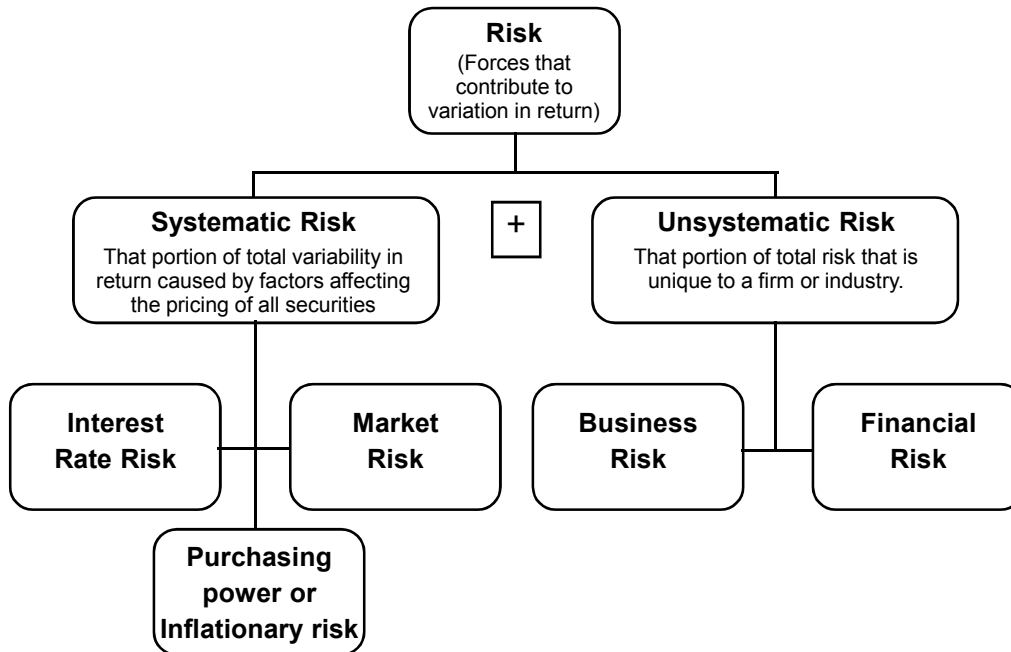 Risk
(Forces that
contribute to
variation in return)
Systematic Risk
That portion of total variability in
return caused by factors affecting
the pricing of all securities
+
Unsystematic Risk
That portion of total risk that is
unique to a firm or industry.
Interest
Rate Risk
Market
Risk
Business
Risk
Financial
Risk
Purchasing
power or
Inflationary risk